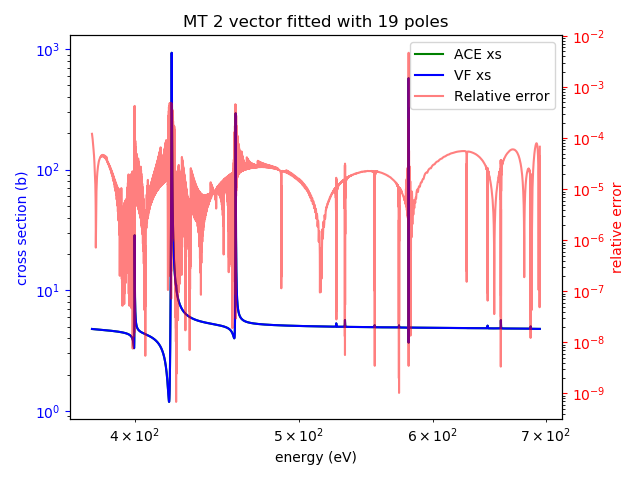 MT 2 vector fitted with 19 poles
ACE xs
VF xs
Relative error
cross section (b)
10³
10²
10¹
10⁰
relative error
10⁻²
10⁻³
10⁻⁴
10⁻⁵
10⁻⁶
10⁻⁷
10⁻⁸
10⁻⁹
4 × 10² 5 × 10² 6 × 10² 7 × 10²
energy (eV)